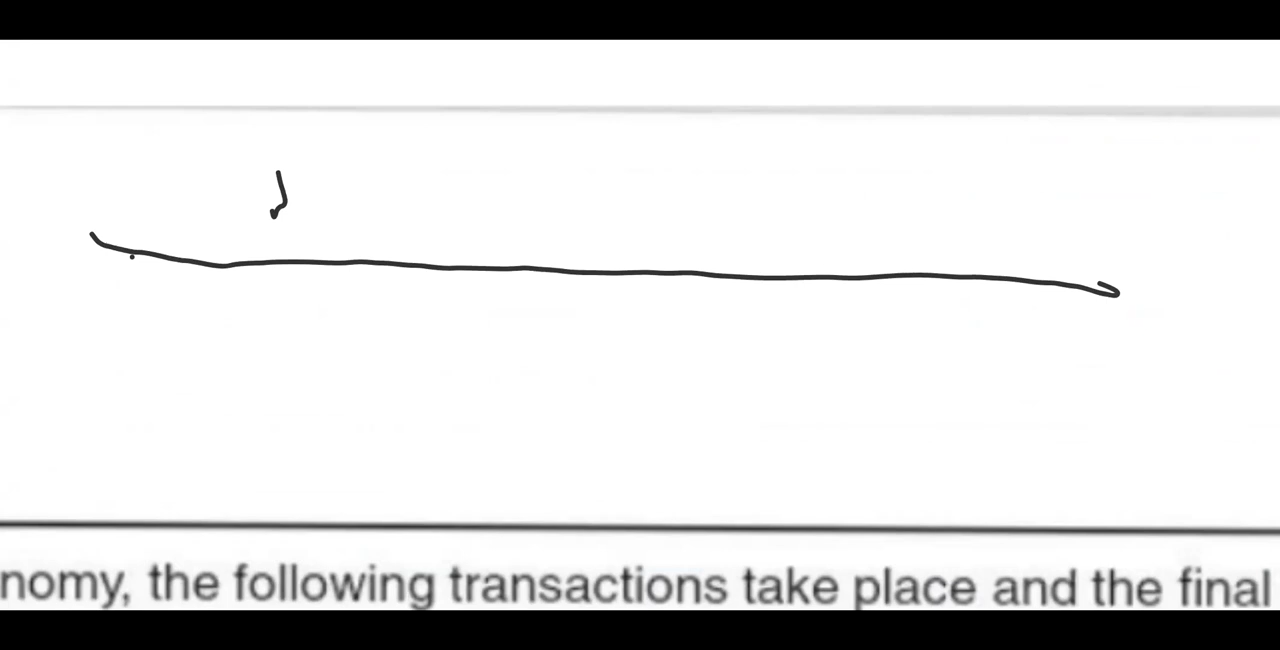 nomy, the following transactions take place and the final